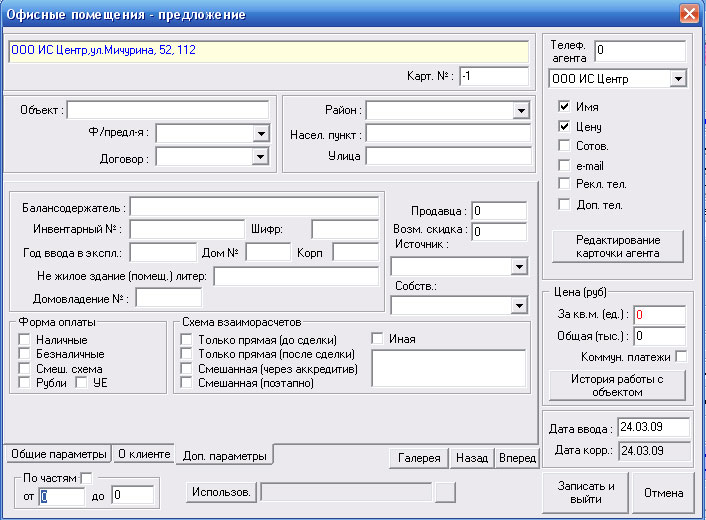 Офисные помещения - предложение
ООО ИС Центр,ул.Мичурина, 52, 112
Карт. № : -1
Телеф. агента 0
ООО ИС Центр
Имя
Цену
Сотов.
e-mail
Рекл. тел.
Доп. тел.
Редактирование карточки агента
Объект :
Ф/предл-я :
Договор :
Район :
Насел. пункт :
Улица
Балансодержатель :
Инвентарный № : Шифр:
Год ввода в экспл.: Дом № Корп
Не жилое здание (помещ.) литер:
Домовладение № :
Продавца : 0
Возм. скидка : 0
Источник :
Собств.:
Цена (руб)
За кв.м. (ед.) : 0
Общая (тыс.) : 0
Коммун. платежи
История работы с объектом
Форма оплаты
Наличные
Безналичные
Смеш. схема
Рубли УЕ
Схема взаиморасчетов
Только прямая (до сделки) Иная
Только прямая (после сделки)
Смешанная (через аккредитив)
Смешанная (поэтапно)
Дата ввода : 24.03.09
Дата корр.: 24.03.09
Общие параметры О клиенте Доп. параметры Галерея Назад Вперед
По частям
от 0 до 0
Использов.
Записать и выйти
Отмена